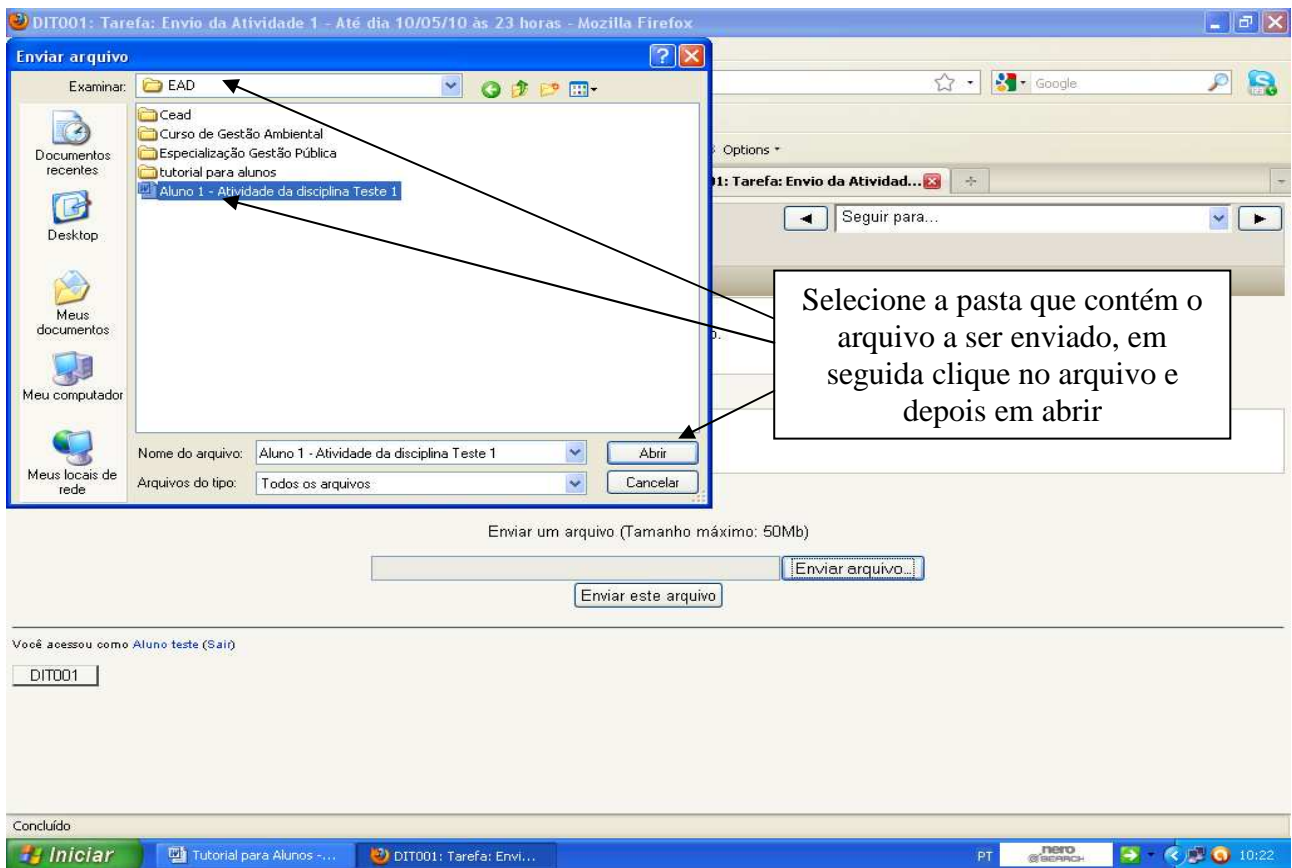 DIT001: Tarefa: Envio da Atividade 1 - Até dia 10/05/10 às 23 horas - Mozilla Firefox
Enviar arquivo
Examinar: EAD
Documentos recentes
Desktop
Meus documentos
Meu computador
Meus locais de rede
Cead
Curso de Gestão Ambiental
Especialização Gestão Pública
tutorial para alunos
Aluno 1 - Atividade da disciplina Teste 1
Nome do arquivo: Aluno 1 - Atividade da disciplina Teste 1 Abrir
Arquivos do tipo: Todos os arquivos Cancelar
Google
Options
1: Tarefa: Envio da Atividad...
Seguir para...
Selecione a pasta que contém o
arquivo a ser enviado, em
seguida clique no arquivo e
depois em abrir
Enviar um arquivo (Tamanho máximo: 50Mb)
Enviar arquivo...
Enviar este arquivo
Você acessou como Aluno teste (Sair)
DIT001
Concluído
Iniciar Tutorial para Alunos -... DIT001: Tarefa: Envi... PT nero SEARCH 10:22